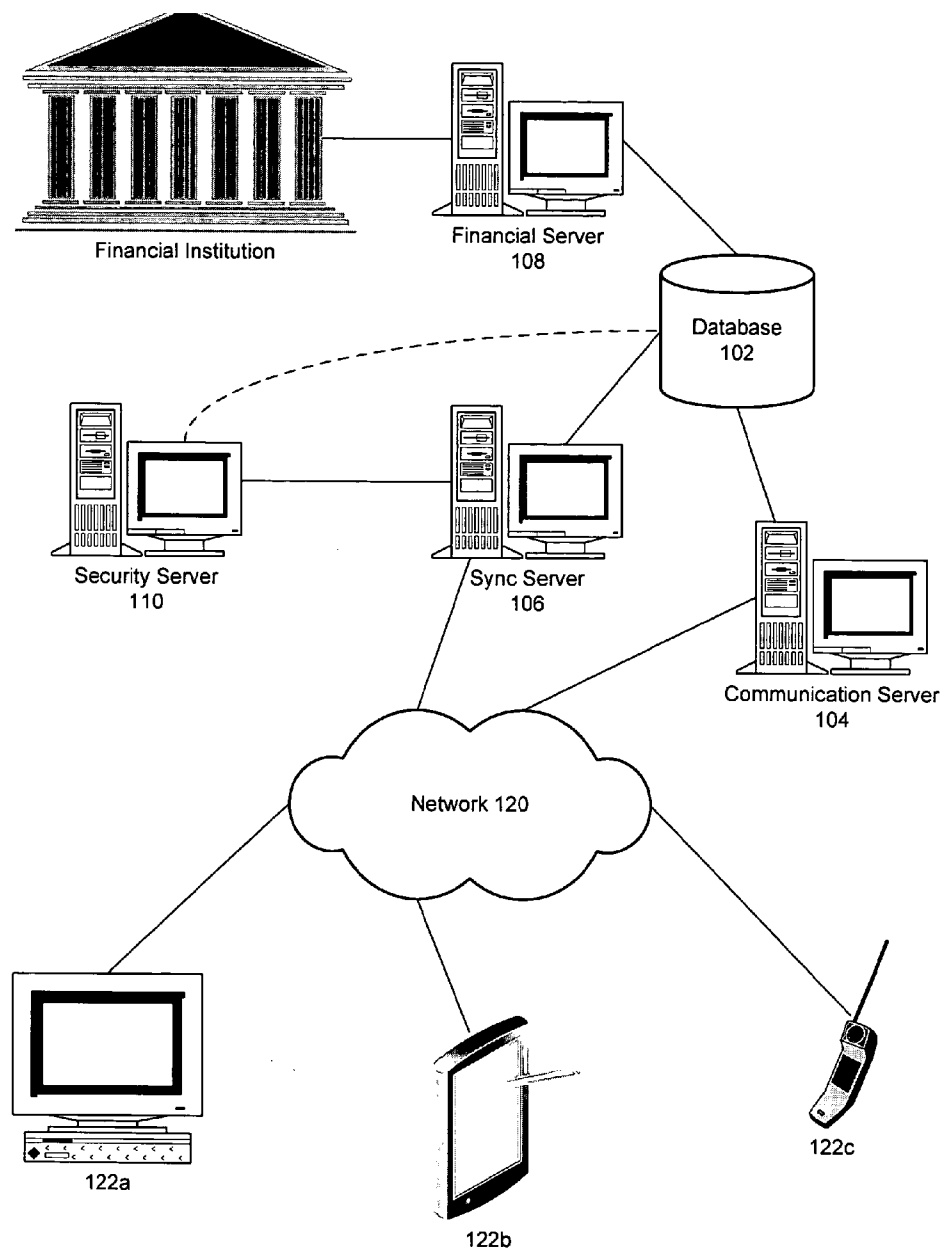 Financial Institution
Financial Server
108
Database
102
Security Server
110
Sync Server
106
Communication Server
104
Network 120
122a
122b
122c